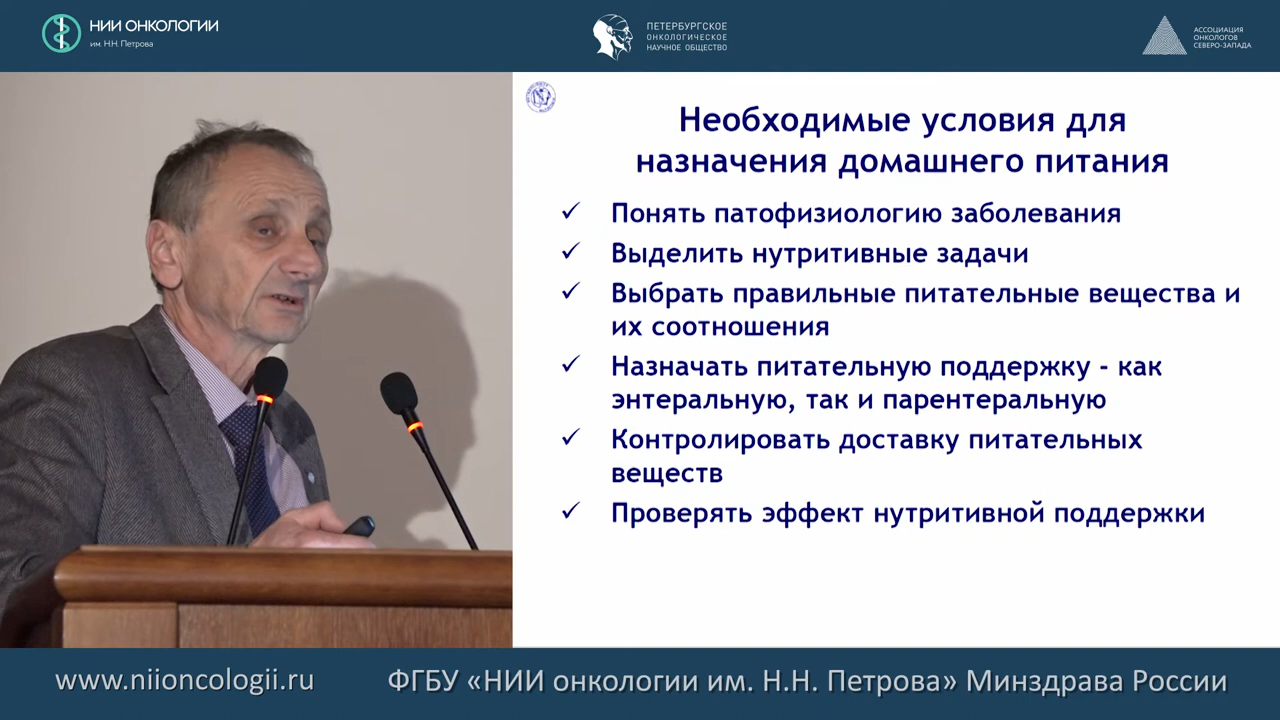 НИИ ОНКОЛОГИИ
им. Н.Н. Петрова
ПЕТЕРБУРГСКОЕ
ОНКОЛОГИЧЕСКОЕ
НАУЧНОЕ ОБЩЕСТВО
АССОЦИАЦИЯ
ОНКОЛОГОВ
СЕВЕРО-ЗАПАДА
Необходимые условия для
назначения домашнего питания
✓ Понять патофизиологию заболевания
✓ Выделить нутритивные задачи
✓ Выбрать правильные питательные вещества и
их соотношения
✓ Назначать питательную поддержку - как
энтеральную, так и парентеральную
✓ Контролировать доставку питательных
веществ
✓ Проверять эффект нутритивной поддержки
www.niioncologii.ru
ФГБУ «НИИ онкологии им. Н.Н. Петрова» Минздрава России